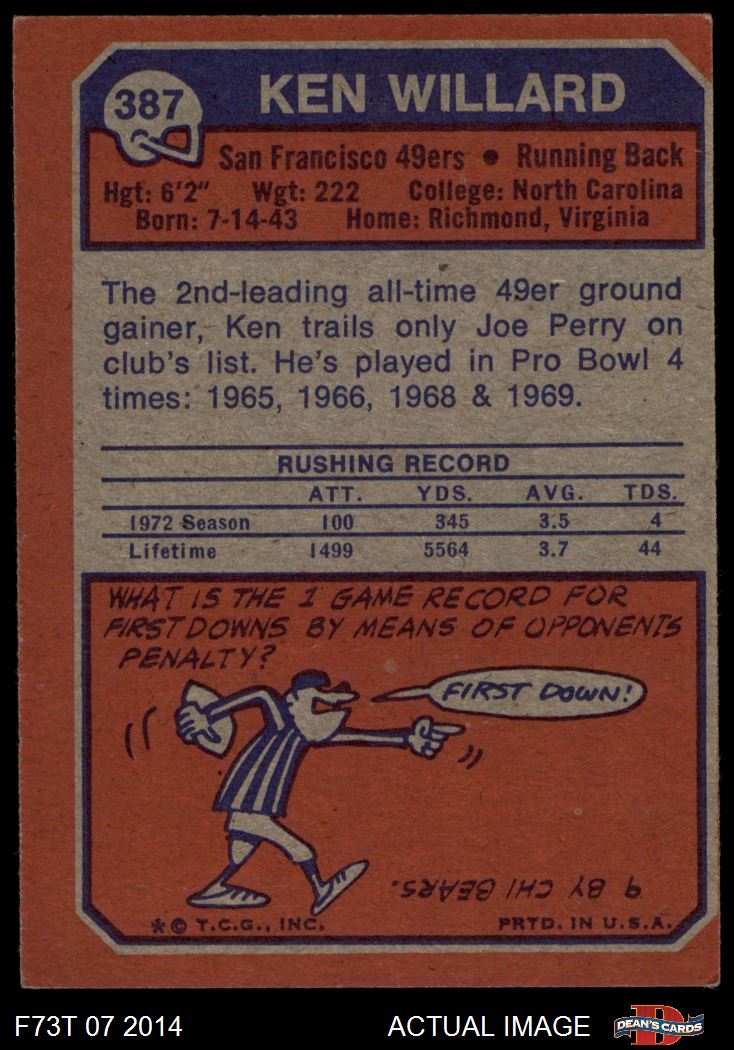 387
KEN WILLARD
San Francisco 49ers • Running Back
Hgt: 6'2" Wgt: 222 College: North Carolina
Born: 7-14-43 Home: Richmond, Virginia
The 2nd-leading all-time 49er ground
gainer, Ken trails only Joe Perry on
club's list. He's played in Pro Bowl 4
times: 1965, 1966, 1968 & 1969.
RUSHING RECORD
ATT. YDS. AVG. TDS.
1972 Season 100 345 3.5 4
Lifetime 1499 5564 3.7 44
WHAT IS THE 1 GAME RECORD FOR
FIRST DOWNS BY MEANS OF OPPONENTS
PENALTY?
FIRST DOWN!
9 BY CHI BEARS.
*© T.C.G., INC. PRTD. IN U.S.A.
F73T 07 2014 ACTUAL IMAGE
D
DEAN'S CARDS